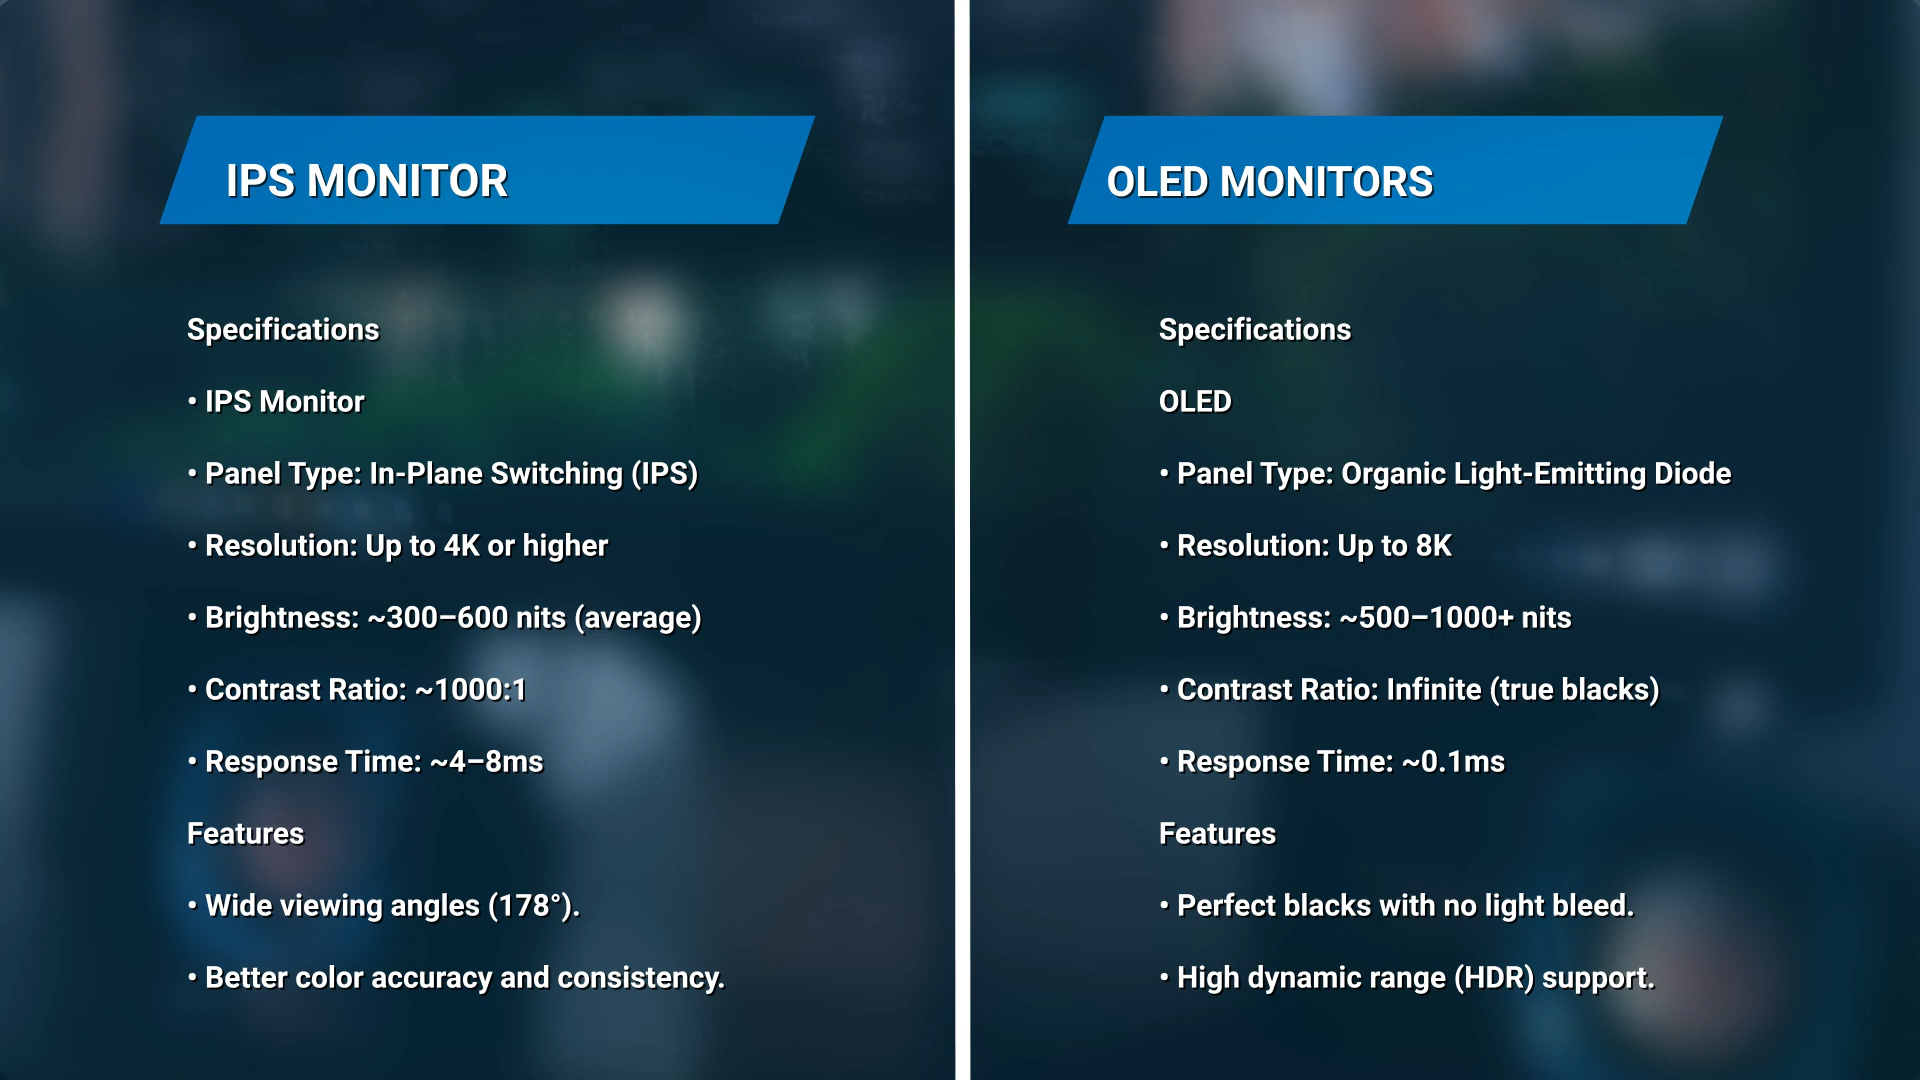 IPS MONITOR
Specifications
• IPS Monitor
• Panel Type: In-Plane Switching (IPS)
• Resolution: Up to 4K or higher
• Brightness: ~300–600 nits (average)
• Contrast Ratio: ~1000:1
• Response Time: ~4–8ms
Features
• Wide viewing angles (178°).
• Better color accuracy and consistency.
OLED MONITORS
Specifications
OLED
• Panel Type: Organic Light-Emitting Diode
• Resolution: Up to 8K
• Brightness: ~500–1000+ nits
• Contrast Ratio: Infinite (true blacks)
• Response Time: ~0.1ms
Features
• Perfect blacks with no light bleed.
• High dynamic range (HDR) support.